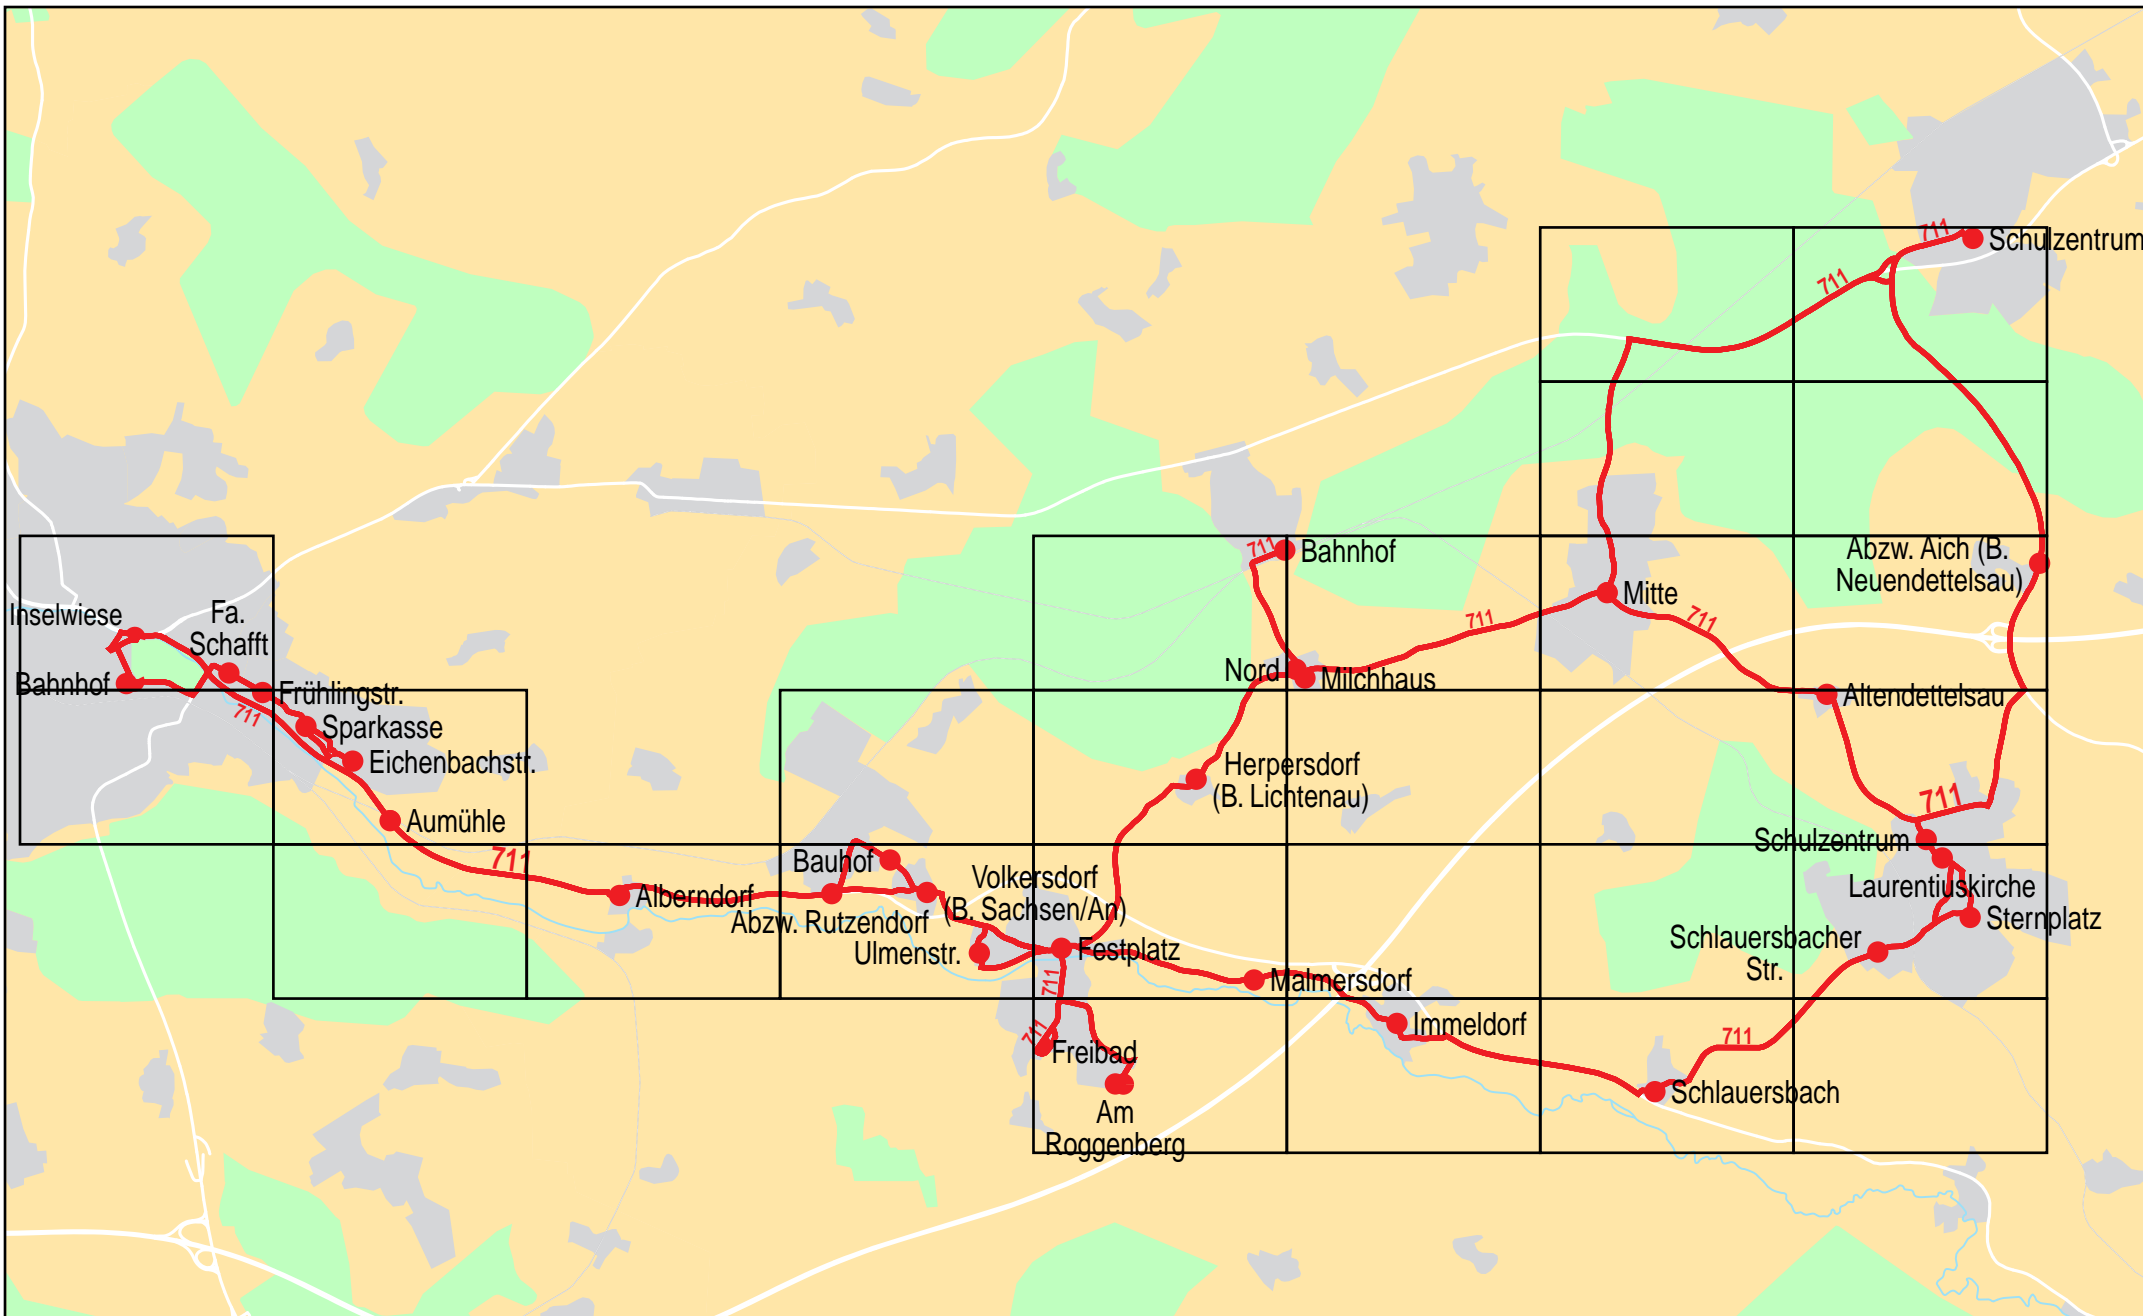 711
Schulzentrum
711
711
Bahnhof
Abzw. Aich (B.
Neuendettelsau)
Mitte
Inselwiese
Fa.
Schafft
711
711
Nord
Milchhaus
Bahnhof
Frühlingstr.
Altendettelsau
711
Sparkasse
Eichenbachstr.
Herpersdorf
(B. Lichtenau)
711
Aumühle
Schulzentrum
711
Bauhof
Volkersdorf
(B. Sachsen/An)
Laurentiuskirche
Alberndorf
Abzw. Rutzendorf
Sternplatz
Ulmenstr.
Festplatz
Schlauersbacher
Str.
711
Malmersdorf
Immeldorf
711
Freibad
711
Schlauersbach
Am
Roggenberg